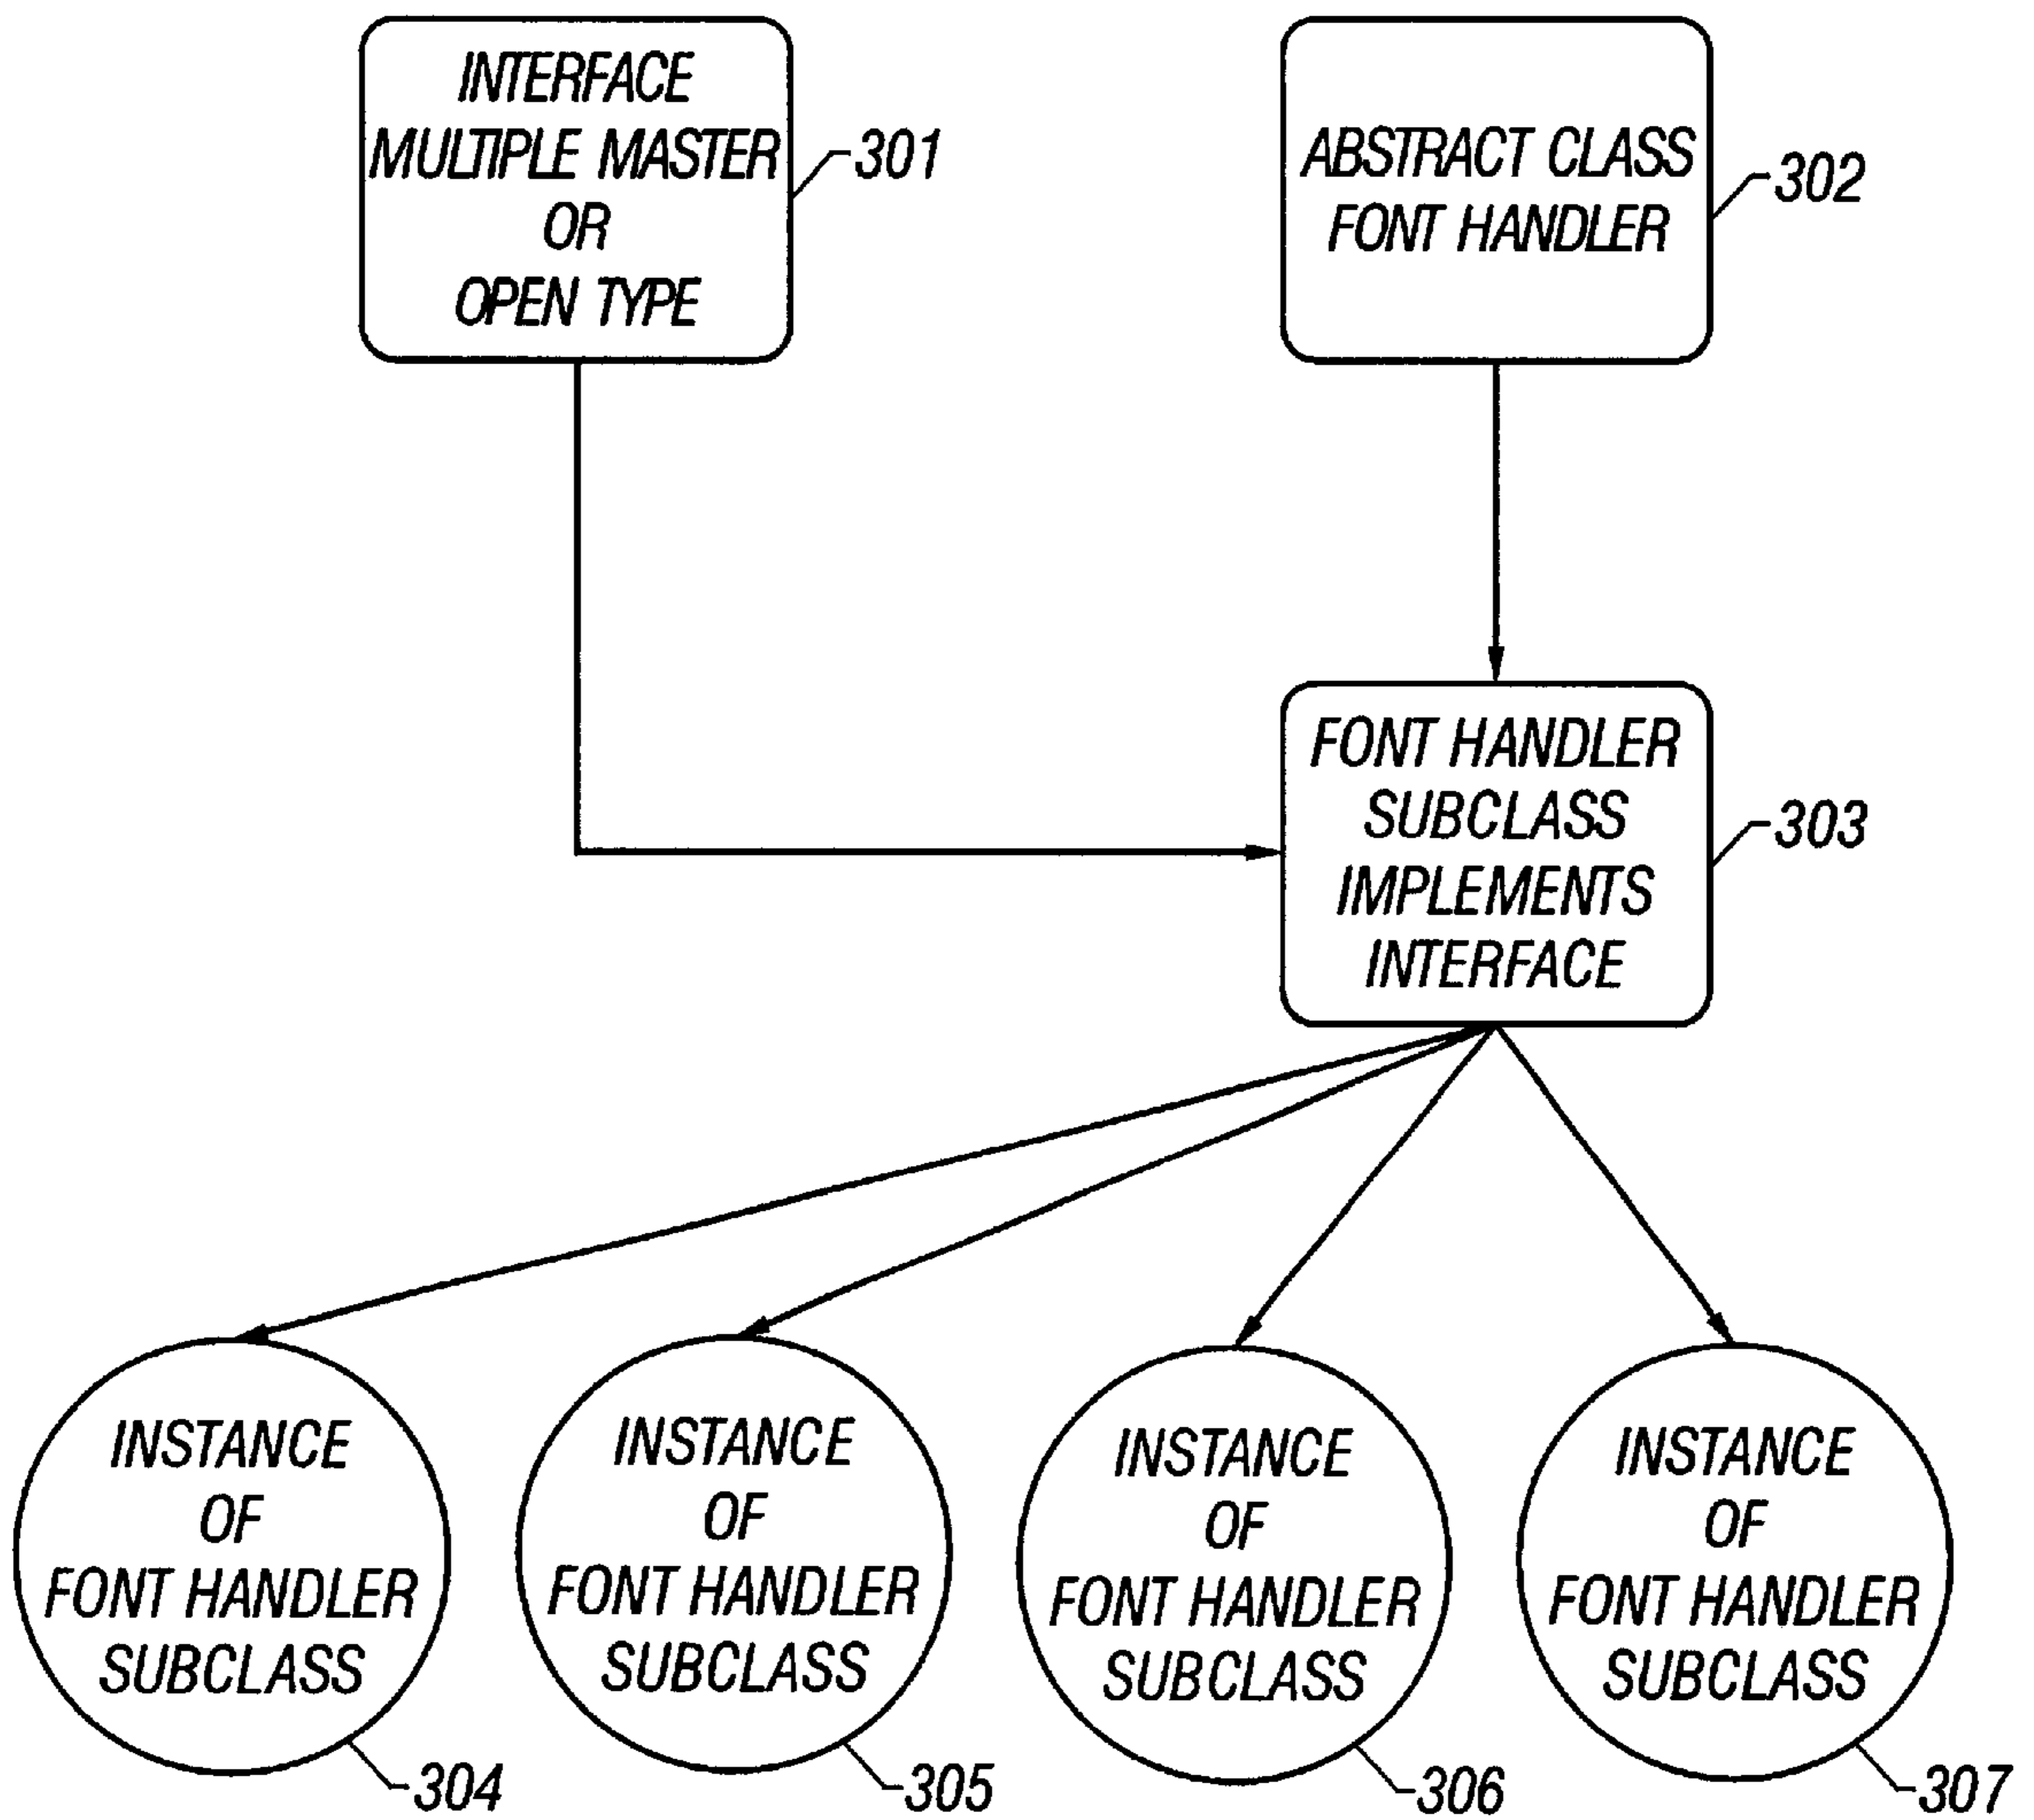 INTERFACE
MULTIPLE MASTER
OR
OPEN TYPE
301
ABSTRACT CLASS
FONT HANDLER
302
FONT HANDLER
SUBCLASS
IMPLEMENTS
INTERFACE
303
INSTANCE
OF
FONT HANDLER
SUBCLASS
304
INSTANCE
OF
FONT HANDLER
SUBCLASS
305
INSTANCE
OF
FONT HANDLER
SUBCLASS
306
INSTANCE
OF
FONT HANDLER
SUBCLASS
307